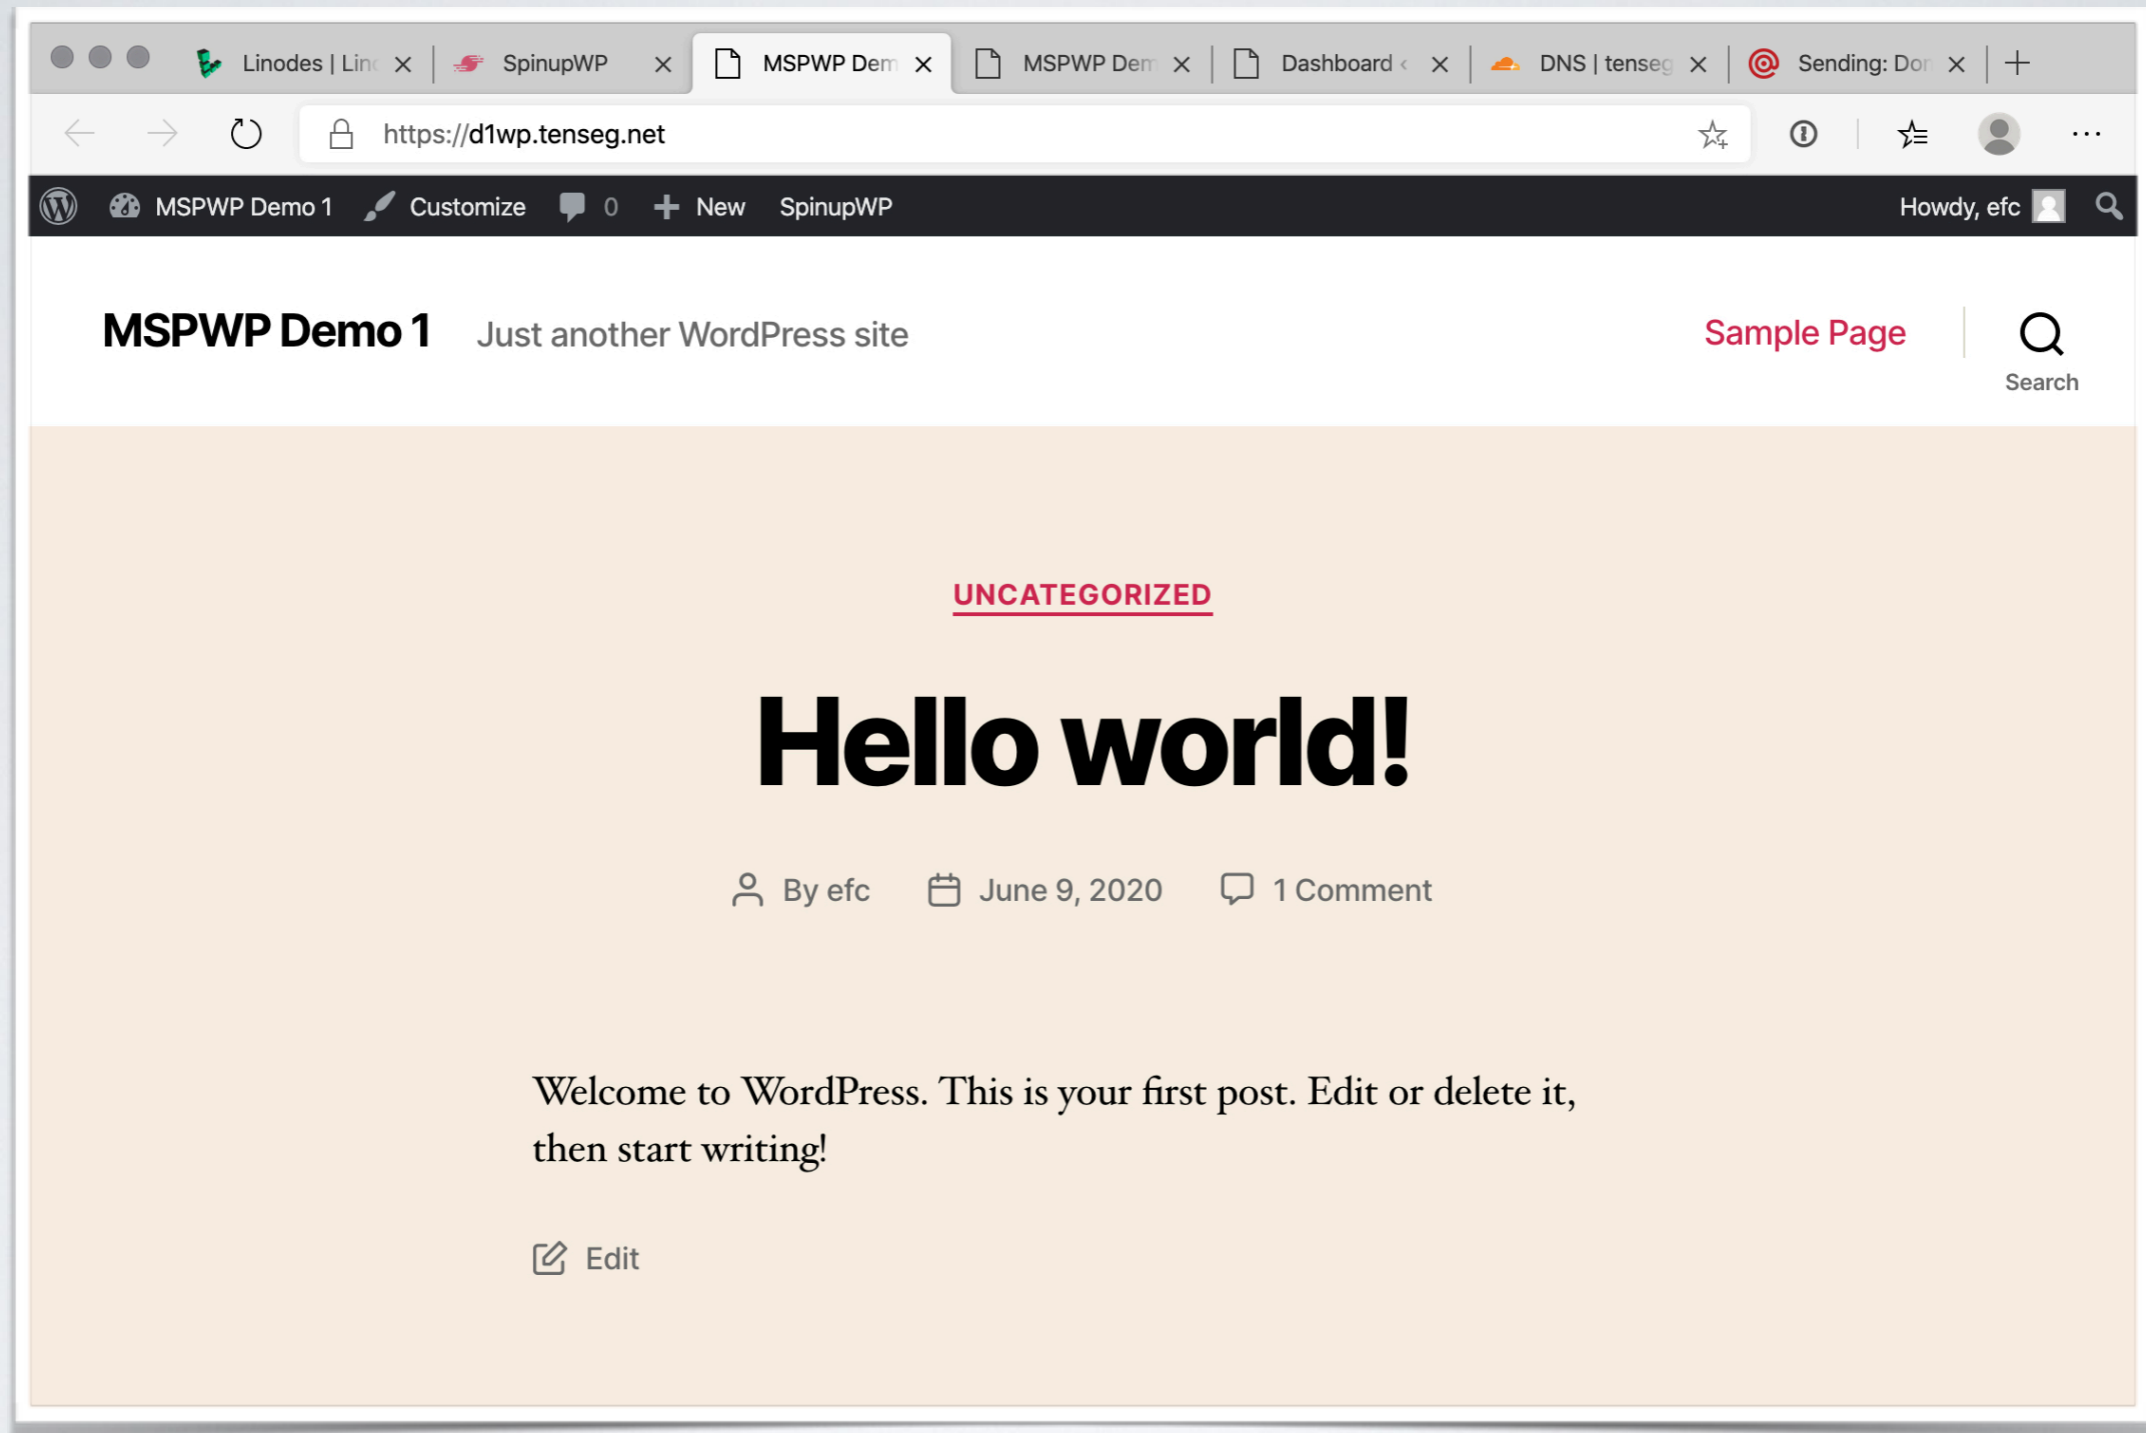 Linodes | Lin
SpinupWP
MSPWP Dem
MSPWP Dem
Dashboard <
DNS | tenseg
Sending: Dor
https://d1wp.tenseg.net
MSPWP Demo 1 Customize 0 New SpinupWP Howdy, efc
MSPWP Demo 1 Just another WordPress site Sample Page
Search
UNCATEGORIZED
Hello world!
By efc June 9, 2020 1 Comment
Welcome to WordPress. This is your first post. Edit or delete it,
then start writing!
Edit